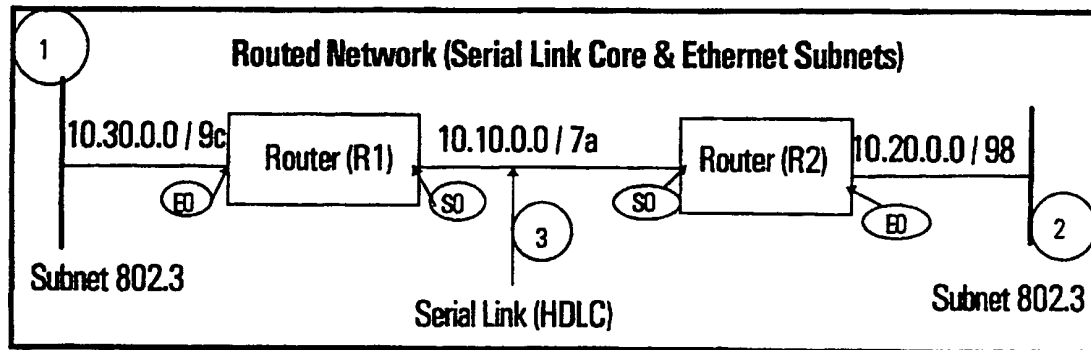 1
Routed Network (Serial Link Core & Ethernet Subnets)
10.30.0.0 / 9c
Router (R1)
10.10.0.0 / 7a
Router (R2)
10.20.0.0 / 98
E0
S0
S0
E0
3
2
Subnet 802.3
Serial Link (HDLC)
Subnet 802.3